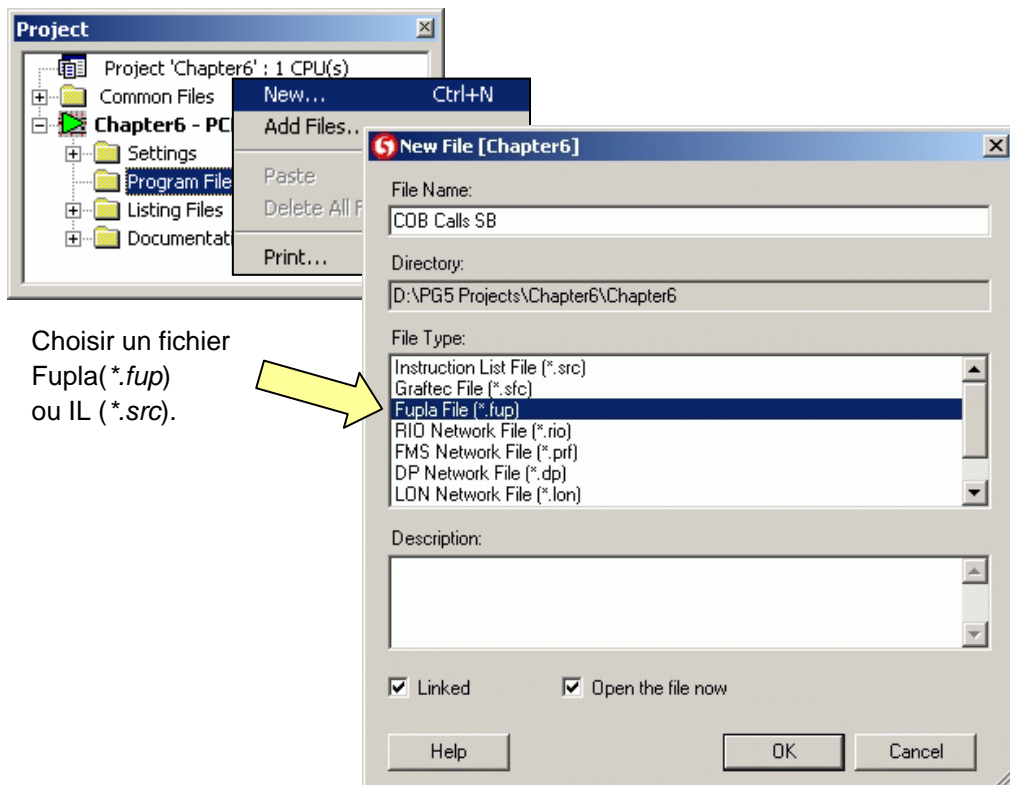 Project
Project 'Chapter6' : 1 CPU(s)
Common Files
Chapter6 - PC
Settings
Program File
Listing Files
Documentat
New... Ctrl+N
Add Files..
Paste
Delete All F
Print...
New File [Chapter6]
File Name:
COB Calls SB
Directory:
D:\PG5 Projects\Chapter6\Chapter6
File Type:
Instruction List File (*.src)
Graftec File (*.sfc)
Fupla File (*.fup)
RIO Network File (*.rio)
FMS Network File (*.prf)
DP Network File (*.dp)
LON Network File (*.lon)
Description:
Linked Open the file now
Help OK Cancel
Choisir un fichier
Fupla( *.fup)
ou IL ( *.src).